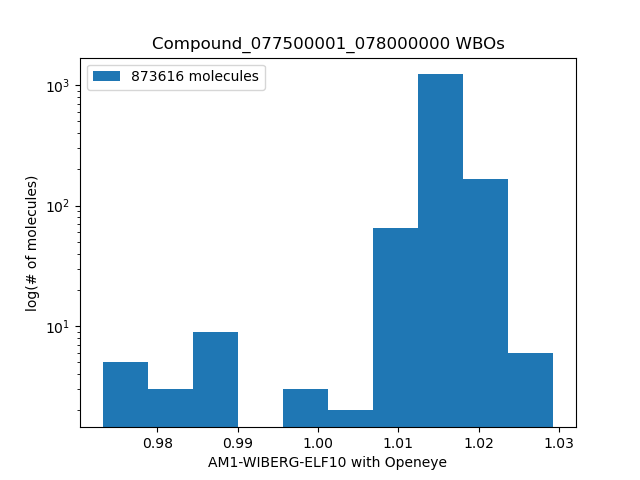 Compound_077500001_078000000 WBOs
873616 molecules
log(# of molecules)
10³
10²
10¹
0.98 0.99 1.00 1.01 1.02 1.03
AM1-WIBERG-ELF10 with Openeye